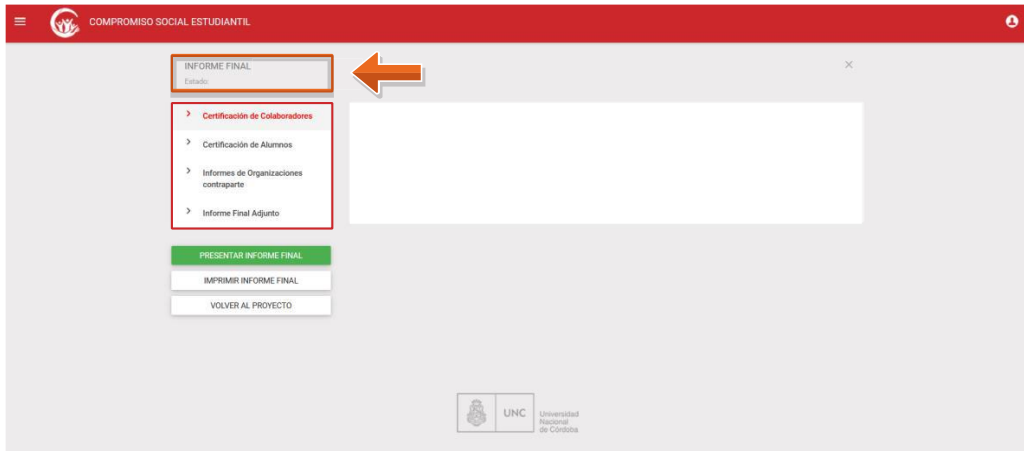 COMPROMISO SOCIAL ESTUDIANTIL
INFORME FINAL
Estado:
Certificación de Colaboradores
Certificación de Alumnos
Informes de Organizaciones
contraparte
Informe Final Adjunto
PRESENTAR INFORME FINAL
IMPRIMIR INFORME FINAL
VOLVER AL PROYECTO
UNC
Universidad
Nacional
de Córdoba